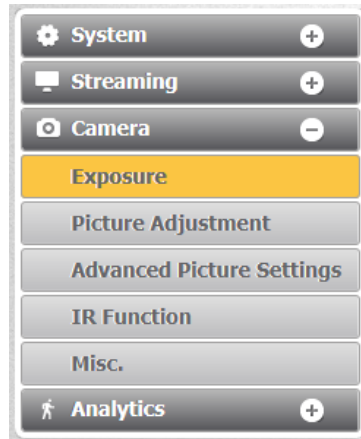 System
Streaming
Camera
Exposure
Picture Adjustment
Advanced Picture Settings
IR Function
Misc.
Analytics